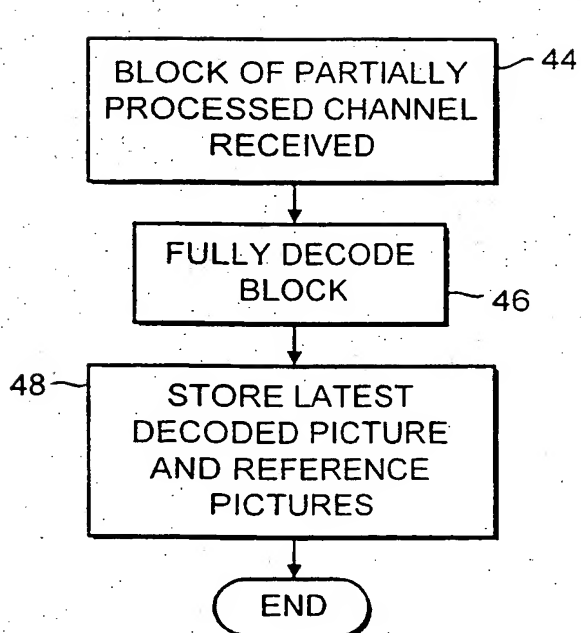 BLOCK OF PARTIALLY
PROCESSED CHANNEL
RECEIVED
44
FULLY DECODE
BLOCK
46
48
STORE LATEST
DECODED PICTURE
AND REFERENCE
PICTURES
END